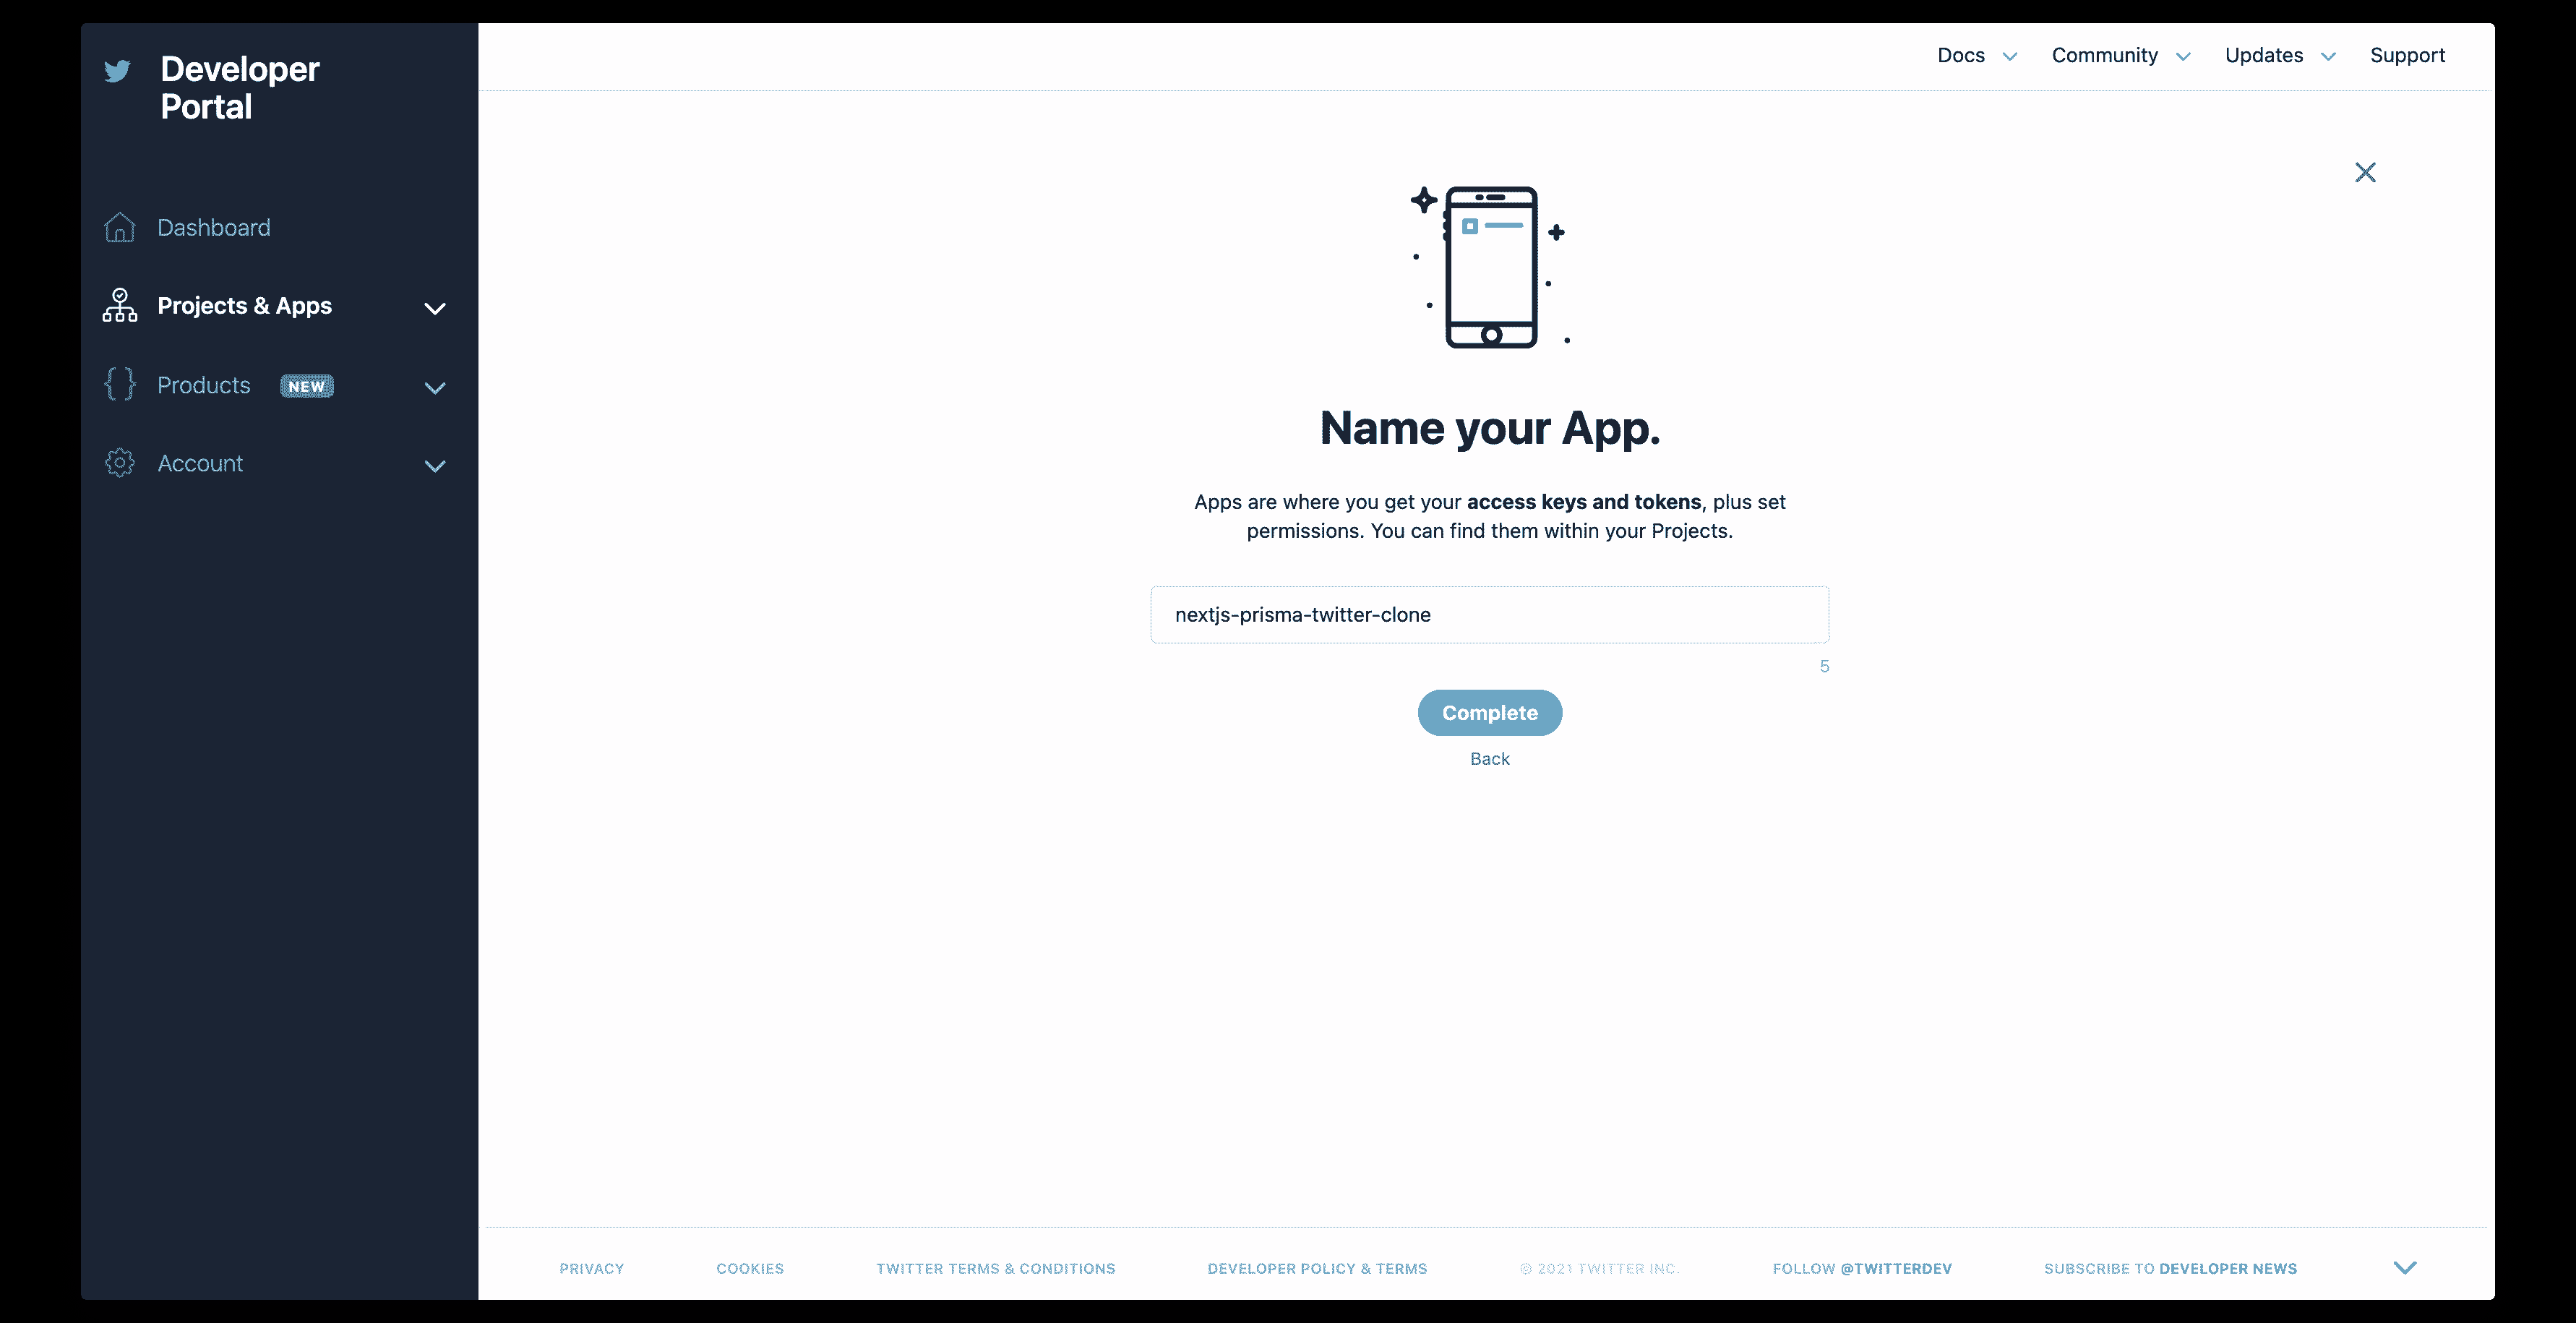 Developer
Portal
Dashboard
Projects & Apps
Products NEW
Account
Docs Community Updates Support
Name your App.
Apps are where you get your access keys and tokens, plus set
permissions. You can find them within your Projects.
nextjs-prisma-twitter-clone
5
Complete
Back
PRIVACY COOKIES TWITTER TERMS & CONDITIONS DEVELOPER POLICY & TERMS © 2021 TWITTER INC. FOLLOW @TWITTERDEV SUBSCRIBE TO DEVELOPER NEWS